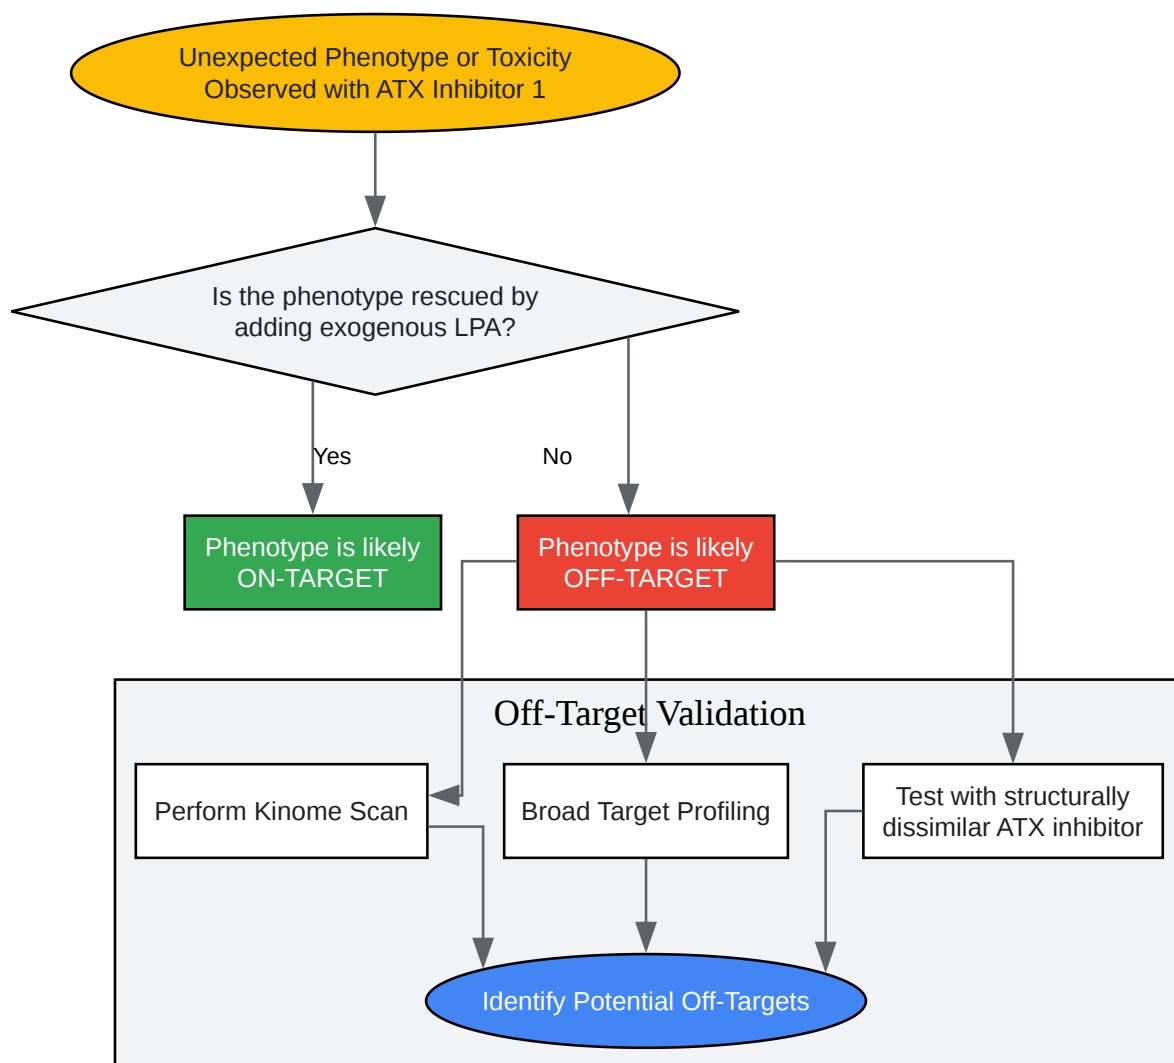 Unexpected Phenotype or Toxicity
Observed with ATX Inhibitor 1
Is the phenotype rescued by
adding exogenous LPA?
Yes
No
Phenotype is likely
ON-TARGET
Phenotype is likely
OFF-TARGET
Off-Target Validation
Perform Kinome Scan
Broad Target Profiling
Test with structurally
dissimilar ATX inhibitor
Identify Potential Off-Targets